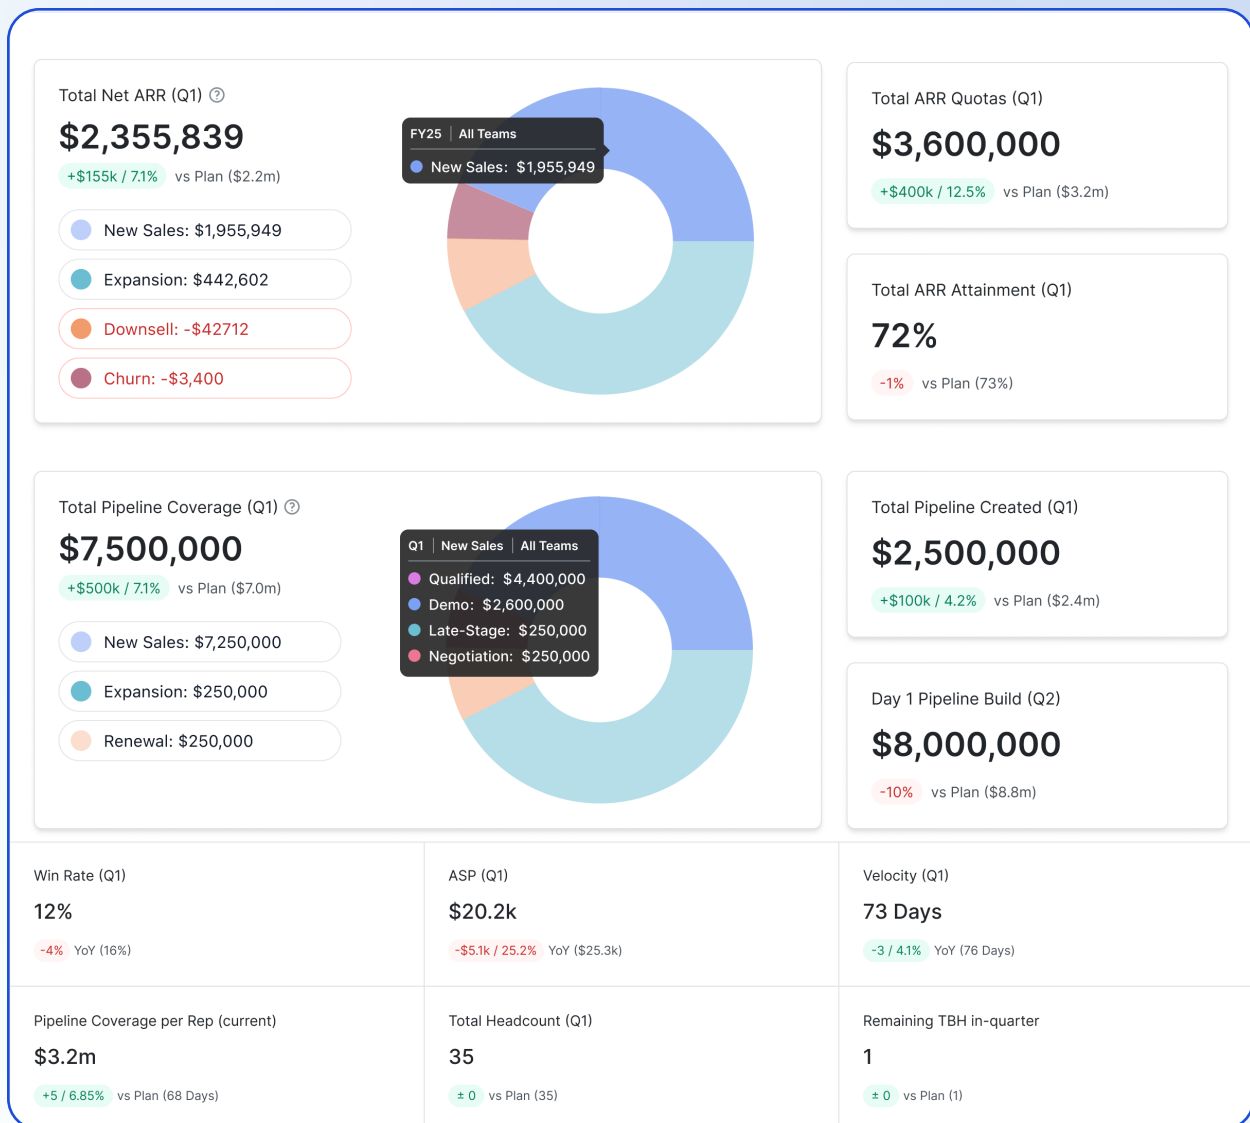 Total Net ARR (Q1) ?
$2,355,839
+$155k / 7.1% vs Plan ($2.2m)
New Sales: $1,955,949
Expansion: $442,602
Downsell: -$42712
Churn: -$3,400
FY25 | All Teams
New Sales: $1,955,949
Total ARR Quotas (Q1)
$3,600,000
+$400k / 12.5% vs Plan ($3.2m)
Total ARR Attainment (Q1)
72%
-1% vs Plan (73%)
Total Pipeline Coverage (Q1) ?
$7,500,000
+$500k / 7.1% vs Plan ($7.0m)
New Sales: $7,250,000
Expansion: $250,000
Renewal: $250,000
Q1 | New Sales | All Teams
Qualified: $4,400,000
Demo: $2,600,000
Late-Stage: $250,000
Negotiation: $250,000
Total Pipeline Created (Q1)
$2,500,000
+$100k / 4.2% vs Plan ($2.4m)
Day 1 Pipeline Build (Q2)
$8,000,000
-10% vs Plan ($8.8m)
Win Rate (Q1)
12%
-4% YoY (16%)
ASP (Q1)
$20.2k
-$5.1k / 25.2% YoY ($25.3k)
Velocity (Q1)
73 Days
-3 / 4.1% YoY (76 Days)
Pipeline Coverage per Rep (current)
$3.2m
+5 / 6.85% vs Plan (68 Days)
Total Headcount (Q1)
35
± 0 vs Plan (35)
Remaining TBH in-quarter
1
± 0 vs Plan (1)